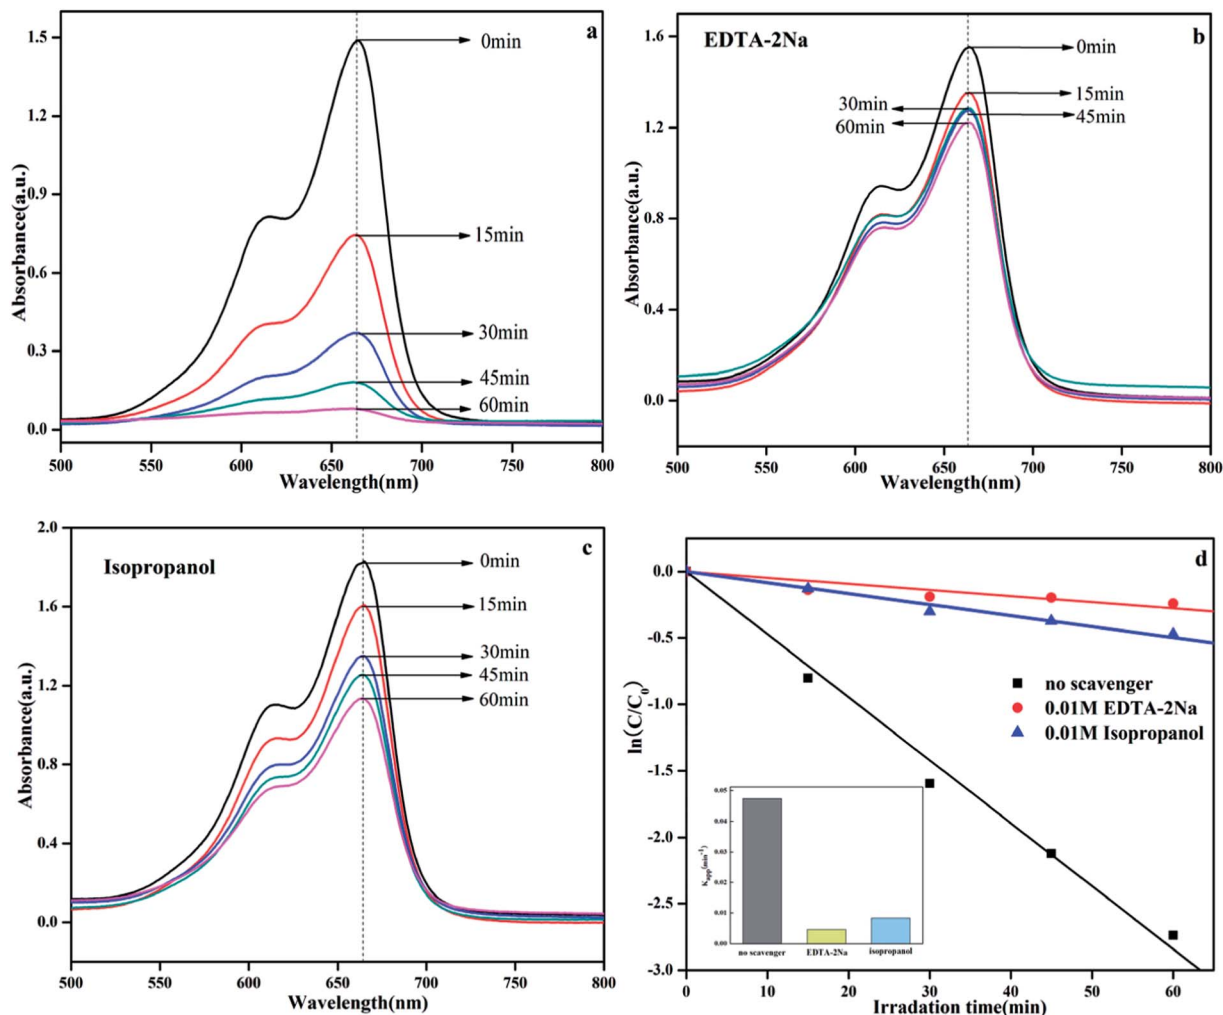 a
1.5
1.2
0.9
0.6
0.3
0.0
Absorbance(a.u.)
0min
15min
30min
45min
60min
500 550 600 650 700 750 800
Wavelength(nm)
EDTA-2Na
b
1.6
1.2
0.8
0.4
0.0
Absorbance(a.u.)
0min
15min
30min
45min
60min
500 550 600 650 700 750 800
Wavelength(nm)
Isopropanol
c
2.0
1.6
1.2
0.8
0.4
0.0
Absorbance(a.u.)
0min
15min
30min
45min
60min
500 550 600 650 700 750 800
Wavelength(nm)
d
0.0
-0.5
-1.0
-1.5
-2.0
-2.5
-3.0
ln(C/C0)
no scavenger
0.01M EDTA-2Na
0.01M Isopropanol
0.05
0.04
0.03
0.02
0.01
0.00
Kapp(min-1)
no scavenger EDTA-2Na isopropanol
0 10 20 30 40 50 60
Irradation time(min)